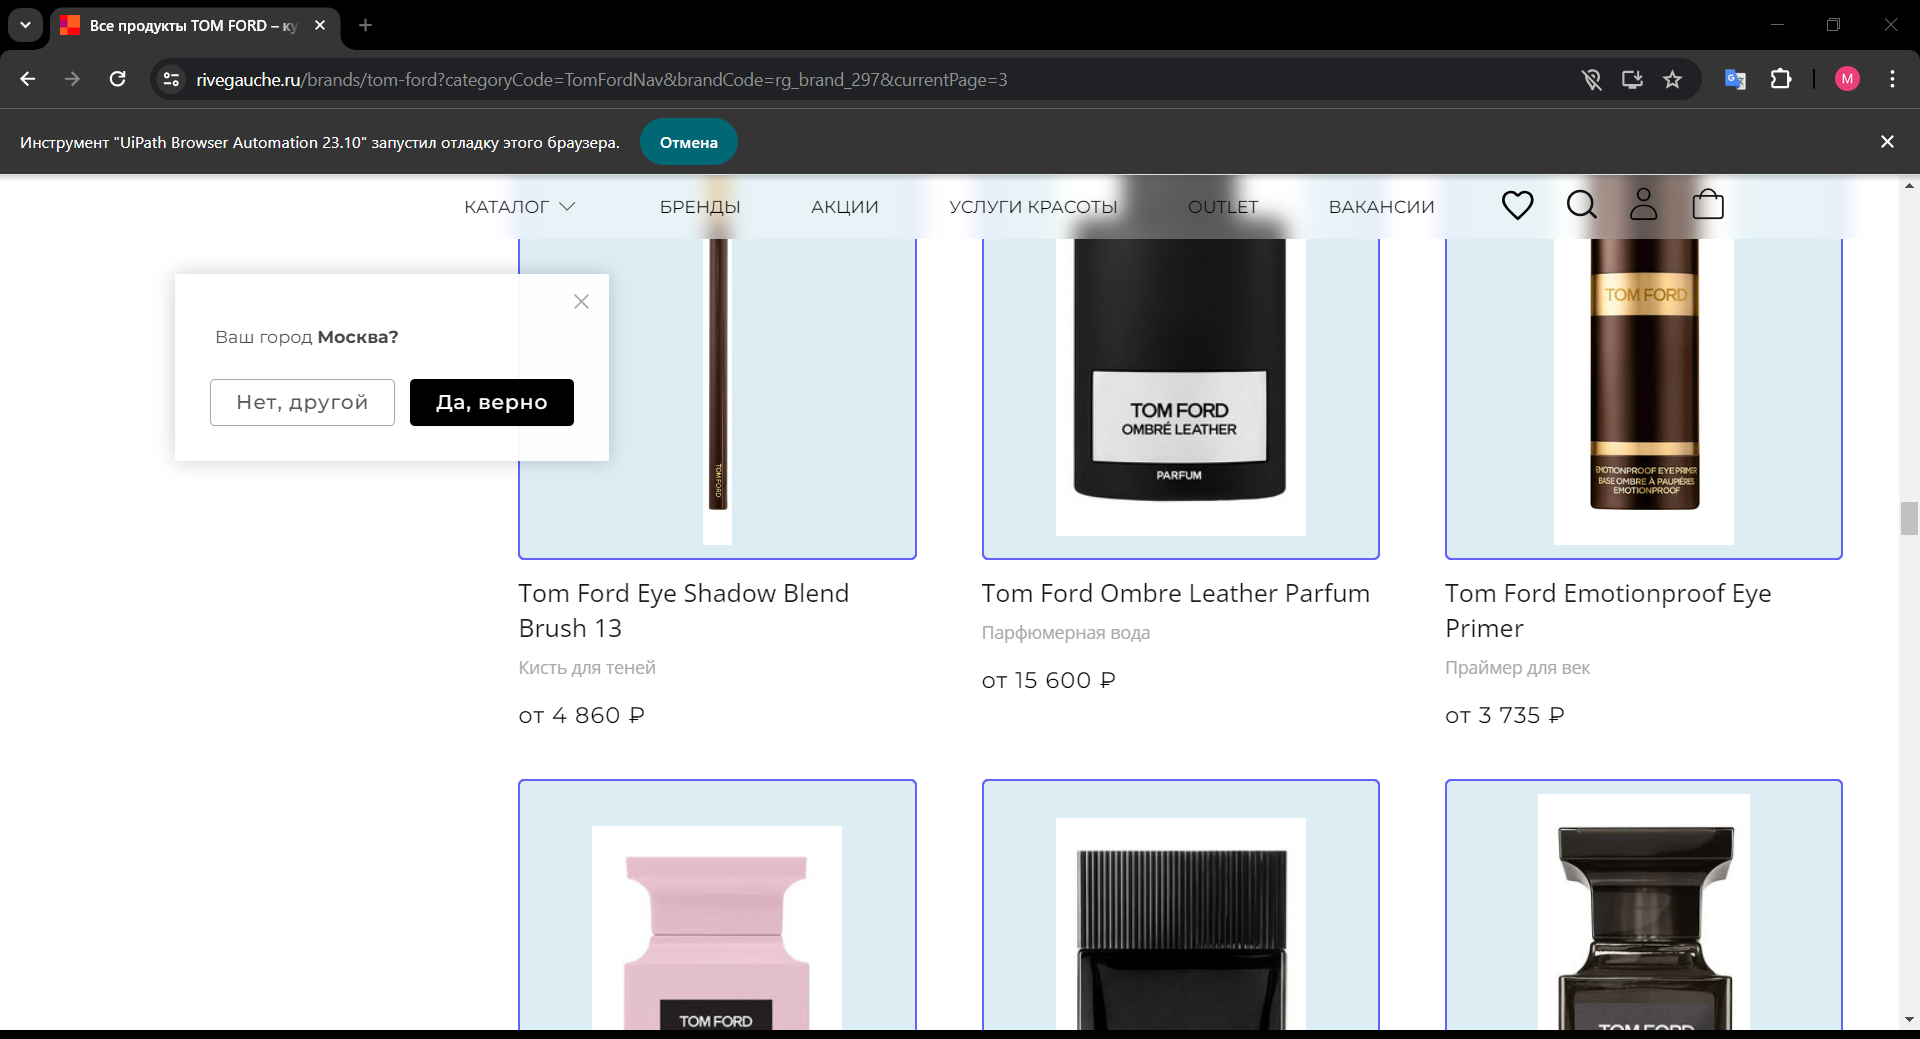 Все продукты TOM FORD – ку
rivegauche.ru/brands/tom-ford?categoryCode=TomFordNav&brandCode=rg_brand_297&currentPage=3
M
Инструмент "UiPath Browser Automation 23.10" запустил отладку этого браузера.
Отмена
КАТАЛОГ БРЕНДЫ АКЦИИ УСЛУГИ КРАСОТЫ OUTLET ВАКАНСИИ
Ваш город Москва?
Нет, другой Да, верно
TOM FORD
TOM FORD
OMBRÉ LEATHER
PARFUM
TOM FORD
EMOTIONPROOF EYE PRIMER
BASE OMBRE À PAUPIÈRES
EMOTIONPROOF
Tom Ford Eye Shadow Blend
Brush 13
Кисть для теней
от 4 860 ₽
Tom Ford Ombre Leather Parfum
Парфюмерная вода
от 15 600 ₽
Tom Ford Emotionproof Eye
Primer
Праймер для век
от 3 735 ₽
TOM FORD
TOM FORD